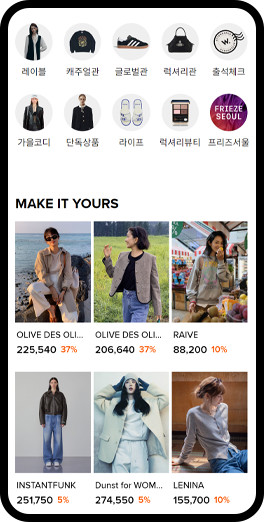 레이블 캐주얼관 글로벌관 럭셔리관 출석체크
W.
FRIEZE
SEOUL
가을코디 단독상품 라이프 럭셔리뷰티 프리즈서울
MAKE IT YOURS
OLIVE DES OLI... OLIVE DES OLI... RAIVE
225,540 37% 206,640 37% 88,200 10%
INSTANTFUNK Dunst for WOM... LENINA
251,750 5% 274,550 5% 155,700 10%